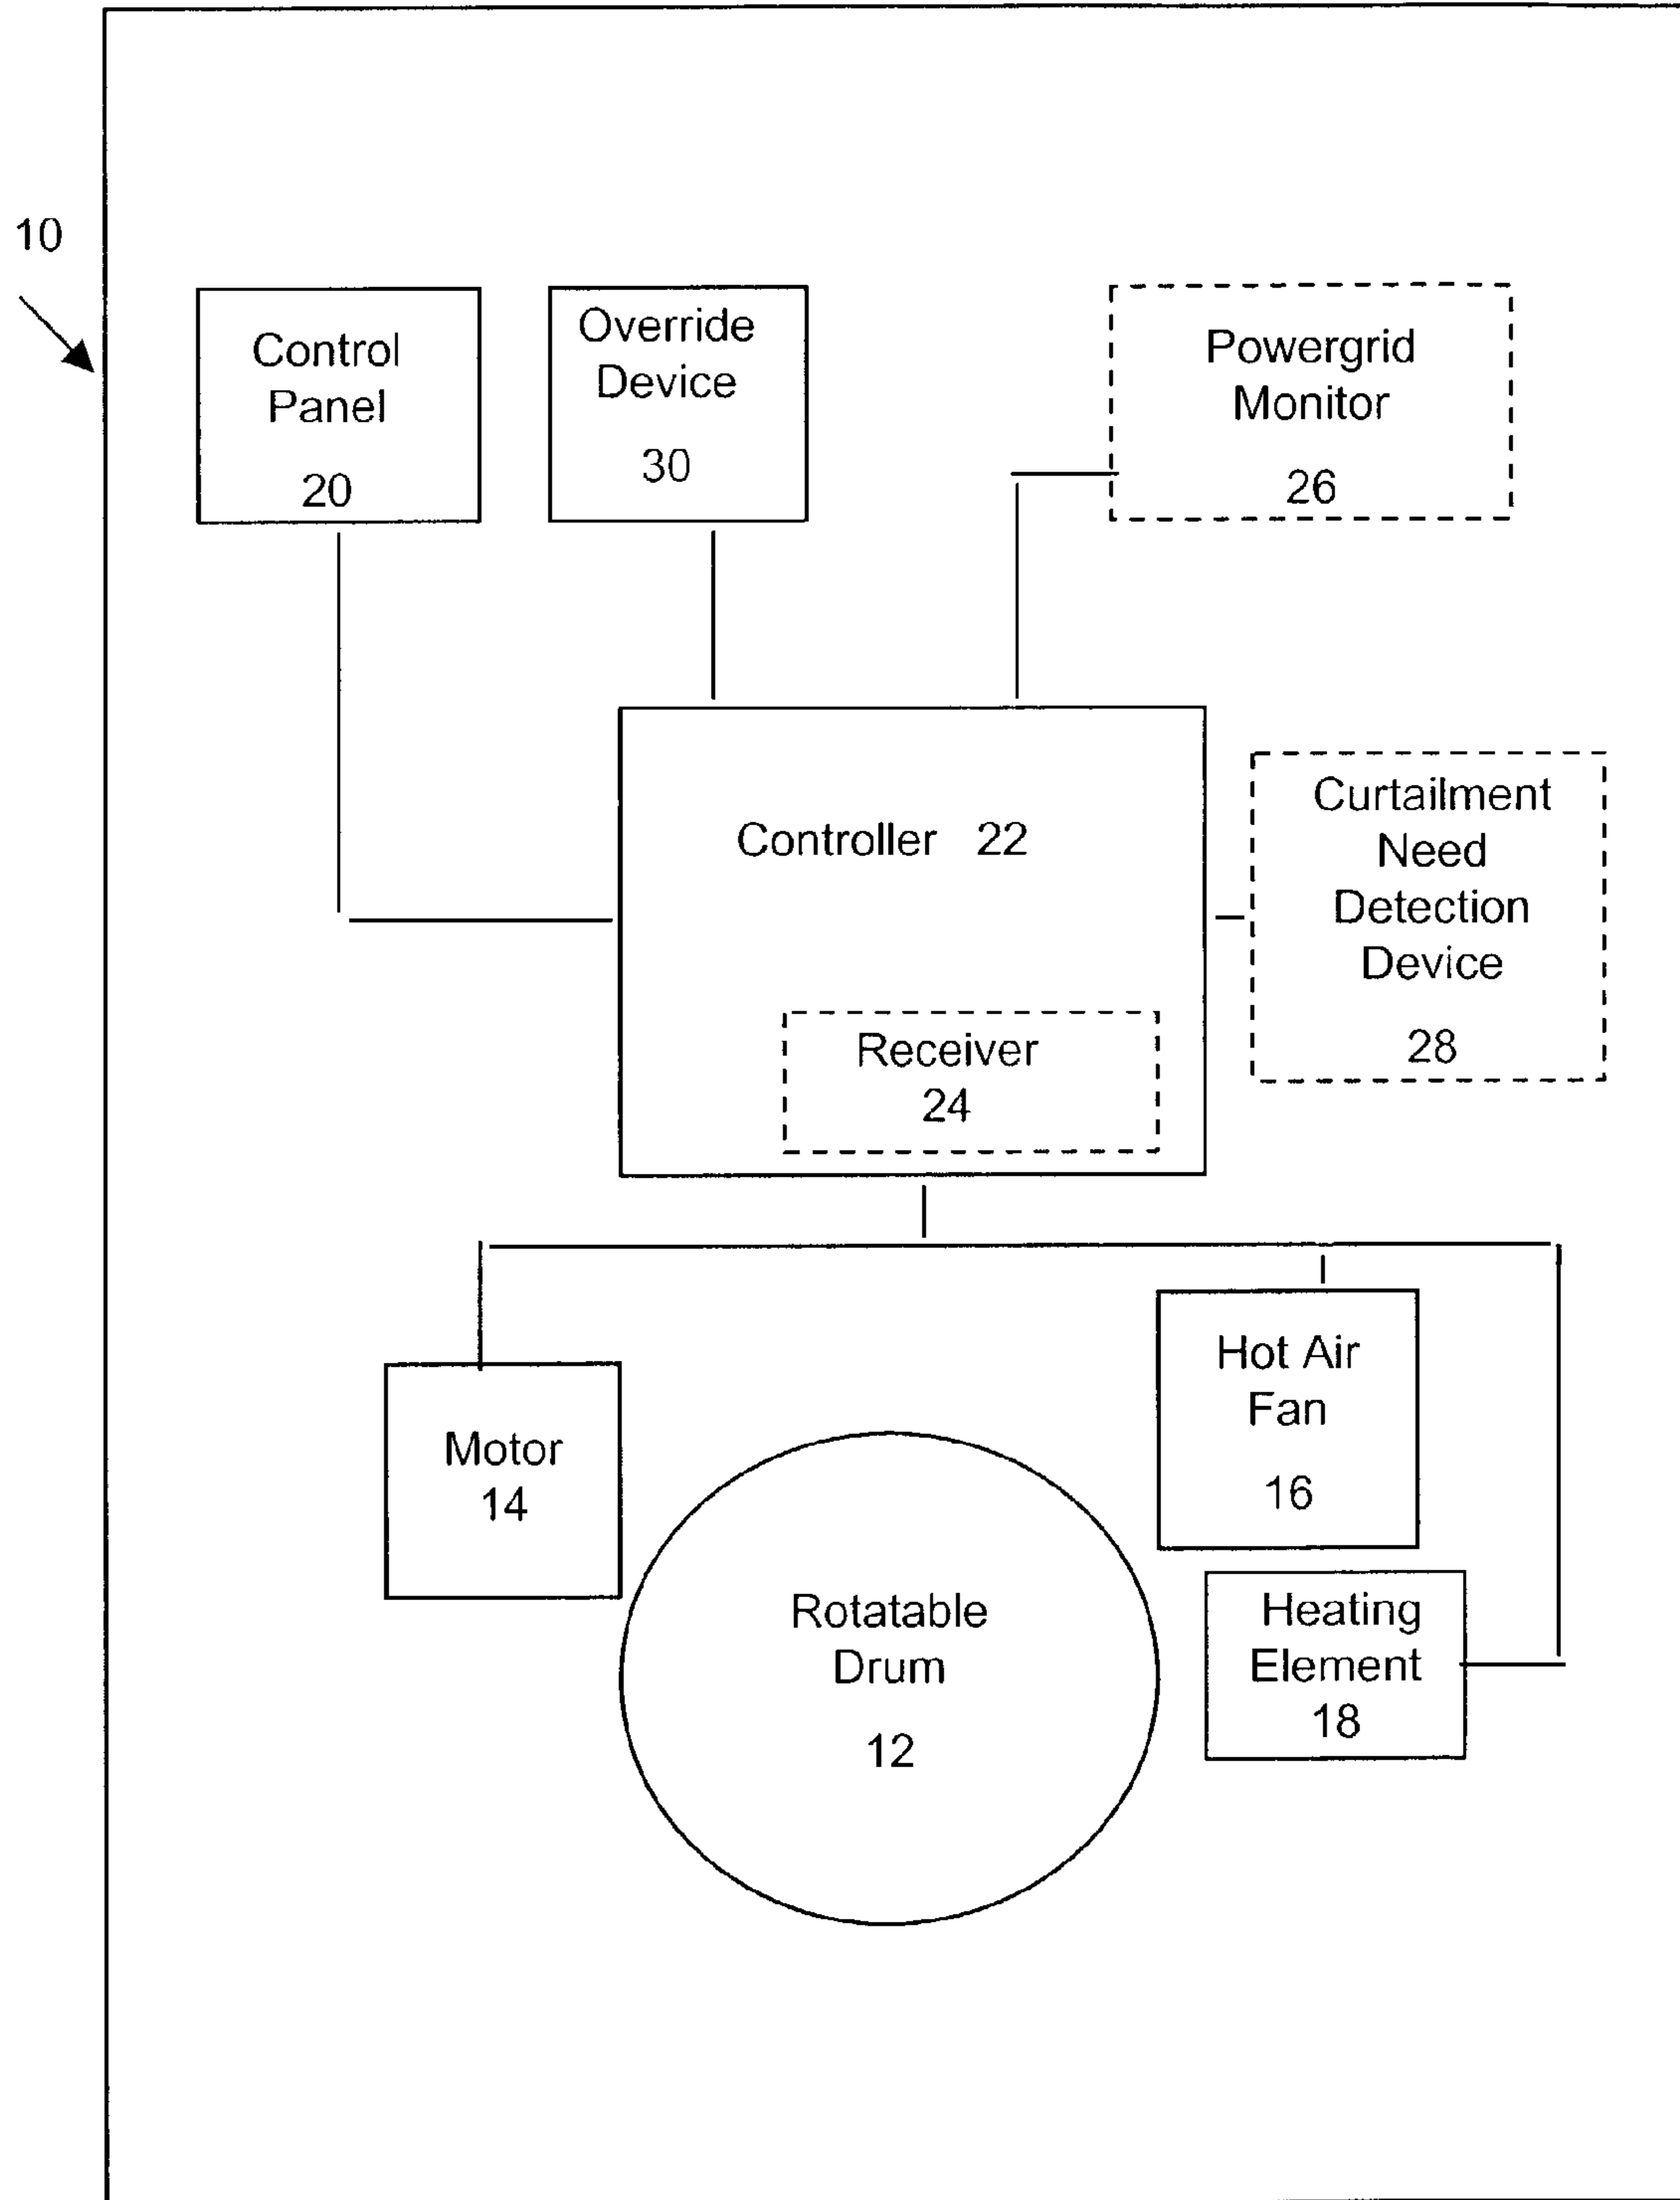 10
Control
Panel
20
Override
Device
30
Powergrid
Monitor
26
Controller 22
Curtailment
Need
Detection
Device
28
Receiver
24
Motor
14
Hot Air
Fan
16
Rotatable
Drum
12
Heating
Element
18